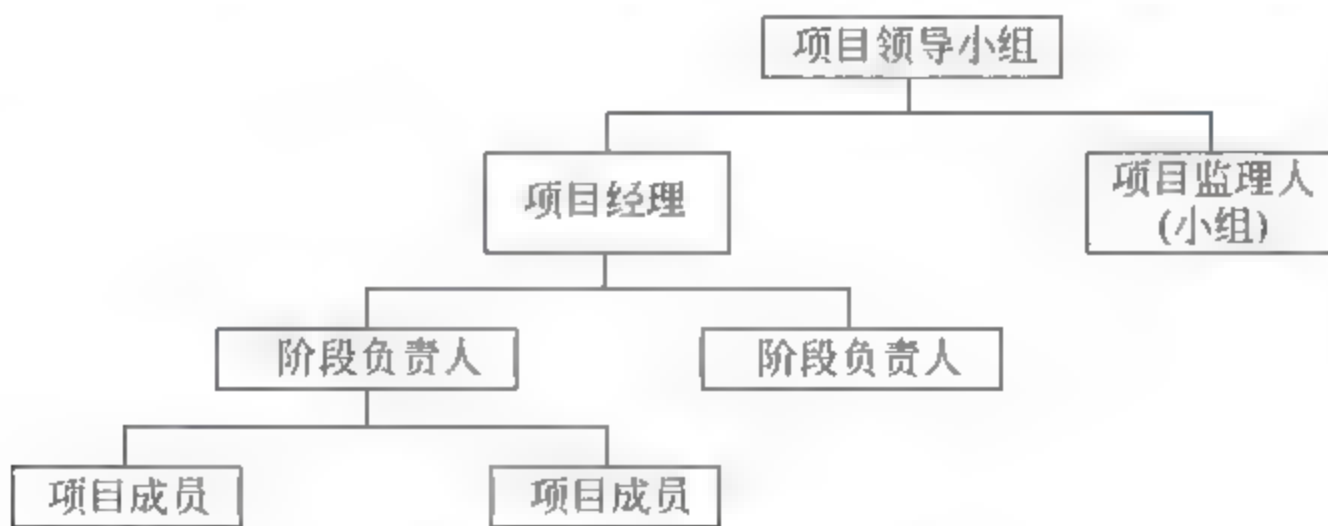 项目领导小组
项目经理
项目监理人
(小组)
阶段负责人
阶段负责人
项目成员
项目成员